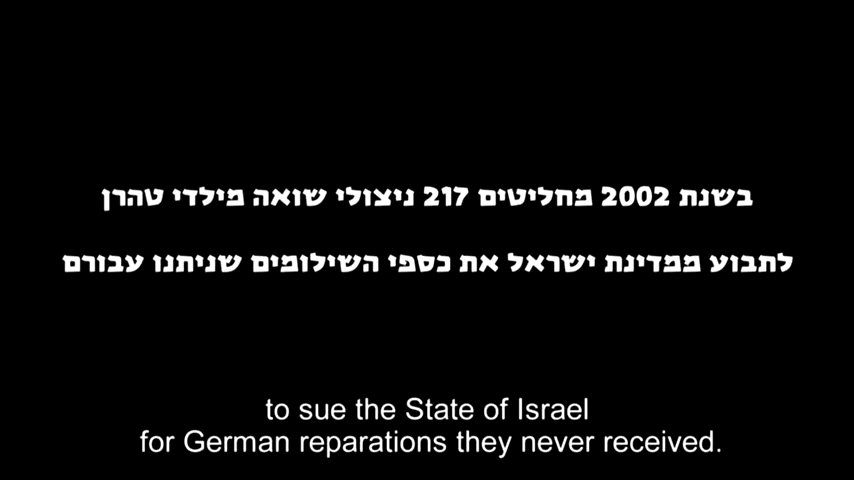 בשנת 2002 מחליטים 217 ניצולי שואה מילדי טהרן
לתבוע ממדינת ישראל את כספי השילומים שניתנו עבורם
to sue the State of Israel
for German reparations they never received.